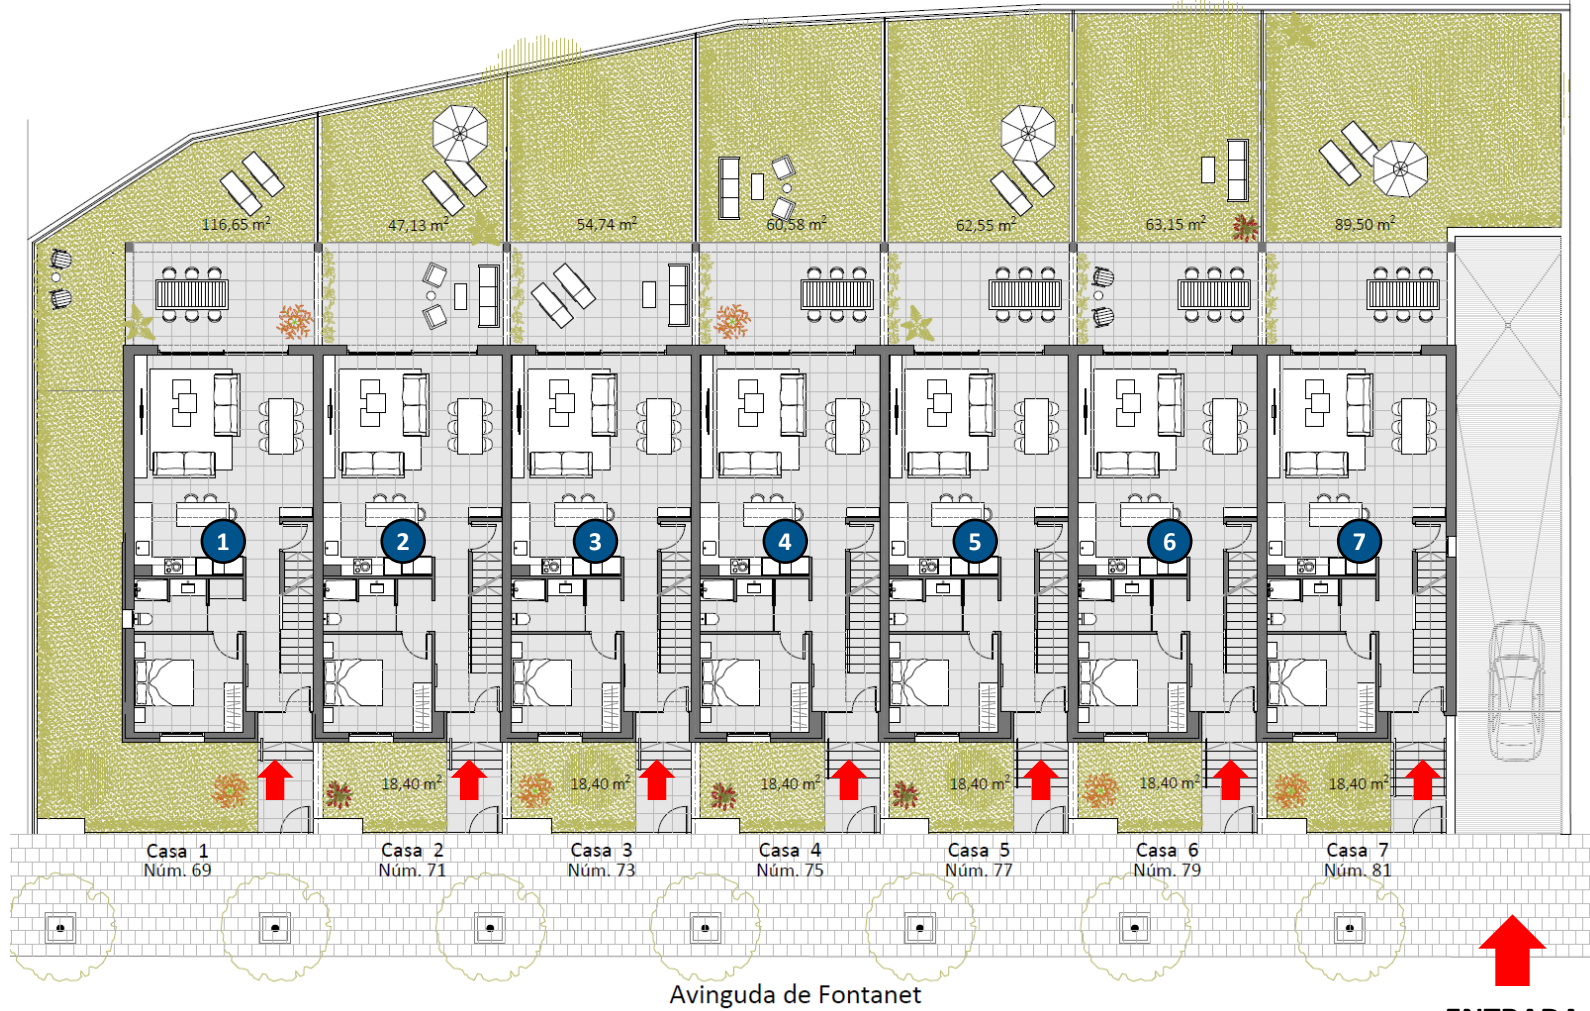 116,65 m²
47,13 m²
54,74 m²
60,58 m²
62,55 m²
63,15 m²
89,50 m²
1
2
3
4
5
6
7
18,40 m²
18,40 m²
18,40 m²
18,40 m²
18,40 m²
18,40 m²
Casa 1
Núm. 69
Casa 2
Núm. 71
Casa 3
Núm. 73
Casa 4
Núm. 75
Casa 5
Núm. 77
Casa 6
Núm. 79
Casa 7
Núm. 81
Avinguda de Fontanet
ENTRADA